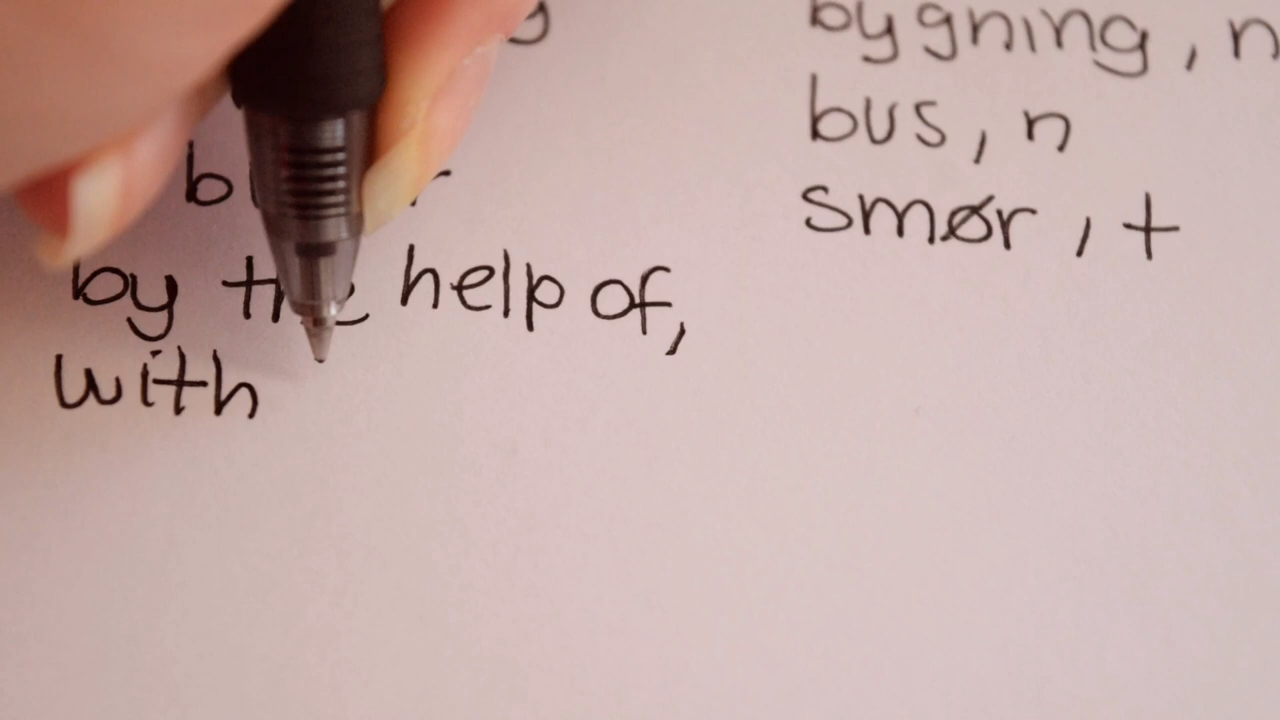 bygning, n
bus, n
smør, t
by the help of,
with